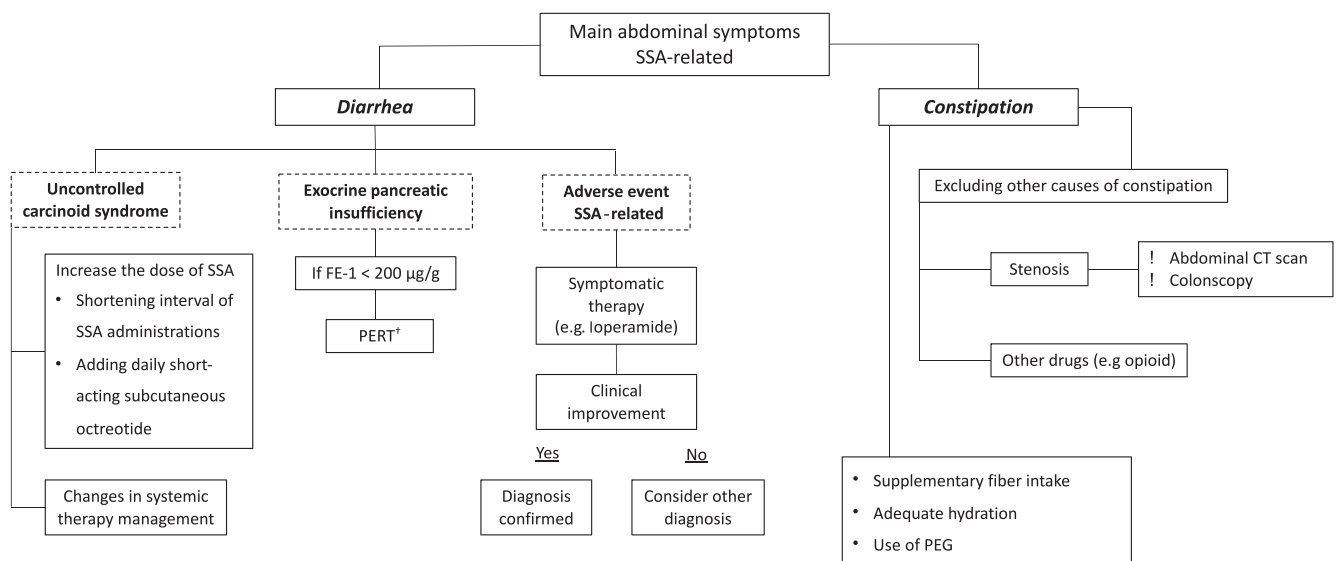 Main abdominal symptoms
SSA-related
Diarrhea
Constipation
Uncontrolled
carcinoid syndrome
Increase the dose of SSA
• Shortening interval of
SSA administrations
• Adding daily short-
acting subcutaneous
octreotide
Changes in systemic
therapy management
Exocrine pancreatic
insufficiency
If FE-1 < 200 µg/g
PERT†
Adverse event
SSA-related
Symptomatic
therapy
(e.g. Ioperamide)
Clinical
improvement
Yes
No
Diagnosis
confirmed
Consider other
diagnosis
Excluding other causes of constipation
Stenosis
! Abdominal CT scan
! Colonscopy
Other drugs (e.g opioid)
• Supplementary fiber intake
• Adequate hydration
• Use of PEG